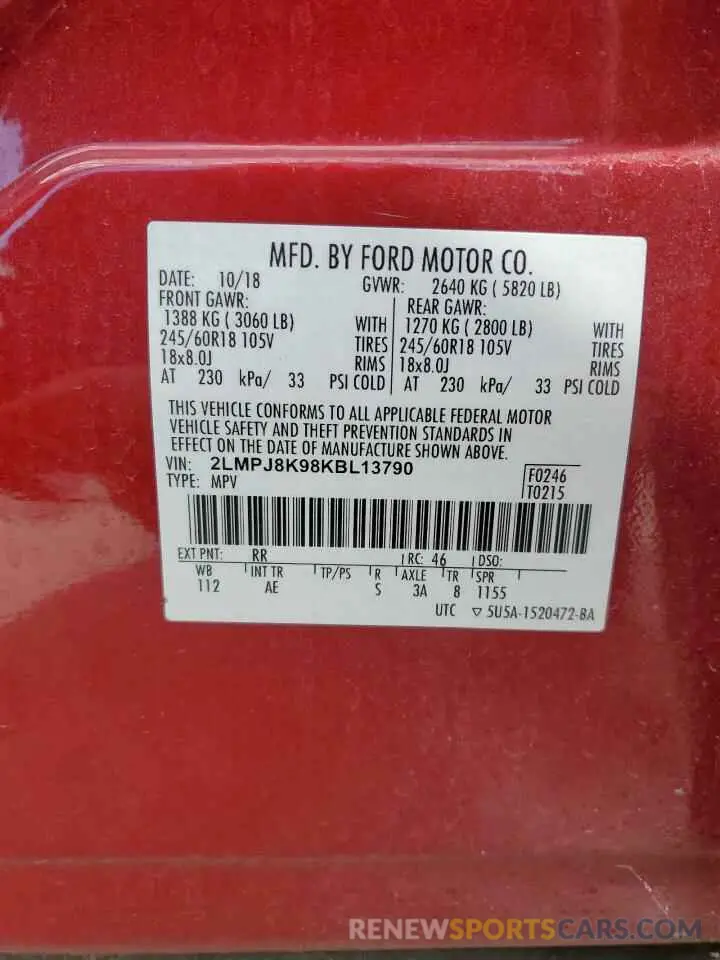 MFD. BY FORD MOTOR CO.
DATE: 10/18 GVWR: 2640 KG ( 5820 LB)
FRONT GAWR: REAR GAWR:
1388 KG ( 3060 LB) WITH 1270 KG ( 2800 LB) WITH
245/60R18 105V TIRES 245/60R18 105V TIRES
18x8.0J RIMS 18x8.0J RIMS
AT 230 kPa/ 33 PSI COLD AT 230 kPa/ 33 PSI COLD
THIS VEHICLE CONFORMS TO ALL APPLICABLE FEDERAL MOTOR
VEHICLE SAFETY AND THEFT PREVENTION STANDARDS IN
EFFECT ON THE DATE OF MANUFACTURE SHOWN ABOVE.
VIN: 2LMPJ8K98KBL13790 F0246
TYPE: MPV T0215
EXT PNT: RR RC: 46 DSO:
WB INT TR TP/PS R AXLE TR SPR
112 AE S 3A 8 1155
UTC ▽ 5U5A-1520472-BA
RENEWSPORTSCARS.COM